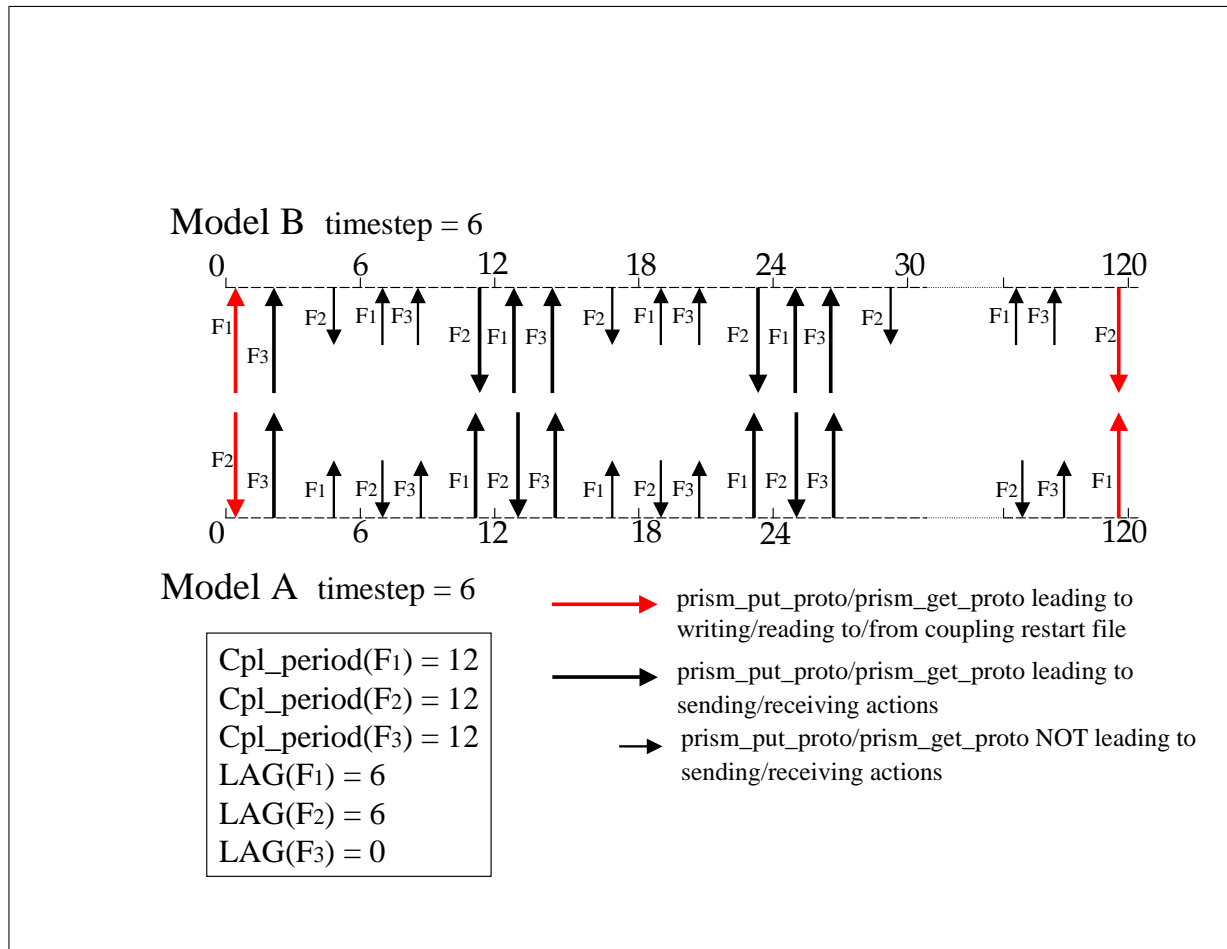 Model B timestep = 6
0 6 12 18 24 30 120
F1 F3 F2 F1 F3 F2 F1 F3 F2 F1 F3 F2 F1 F3 F2 F1 F3 F2
F2 F3 F1 F2 F3 F1 F2 F3 F1 F2 F3 F1 F2 F3 F2 F3 F1
0 6 12 18 24 120
Model A timestep = 6
prism_put_proto/prism_get_proto leading to
writing/reading to/from coupling restart file
prism_put_proto/prism_get_proto leading to
sending/receiving actions
prism_put_proto/prism_get_proto NOT leading to
sending/receiving actions
Cpl_period(F1) = 12
Cpl_period(F2) = 12
Cpl_period(F3) = 12
LAG(F1) = 6
LAG(F2) = 6
LAG(F3) = 0